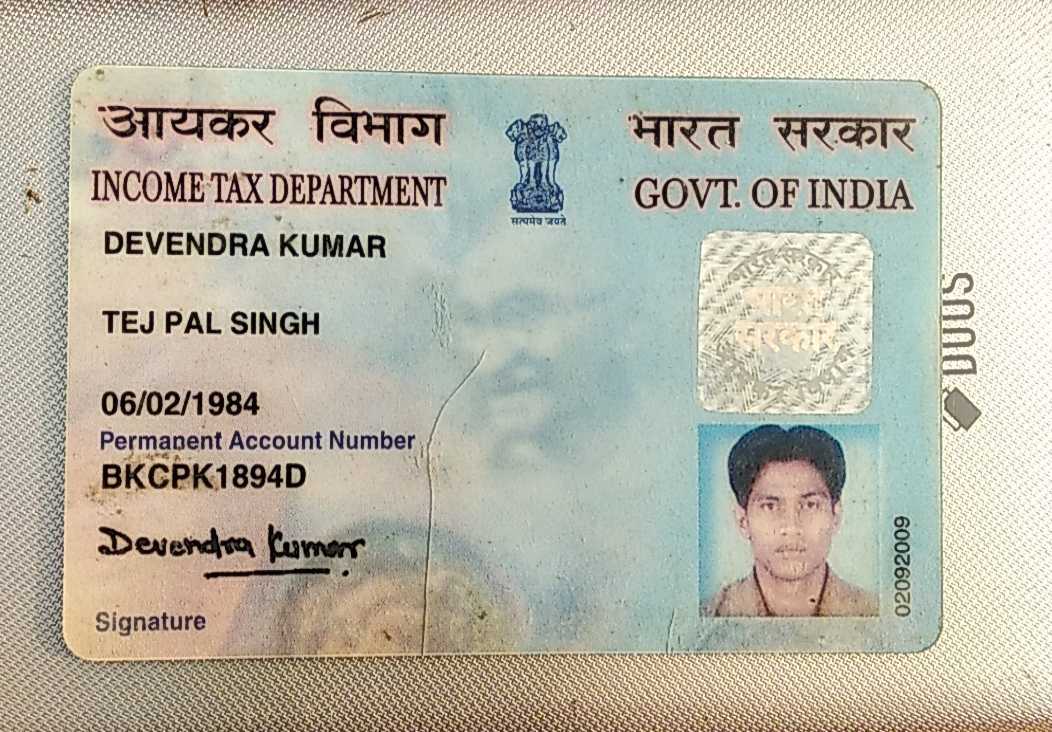 आयकर विभाग
INCOME TAX DEPARTMENT
सत्यमेव जयते
भारत सरकार
GOVT. OF INDIA
DEVENDRA KUMAR
TEJ PAL SINGH
06/02/1984
Permanent Account Number
BKCPK1894D
Devendra Kumar
Signature
भारत सरकार
02092009